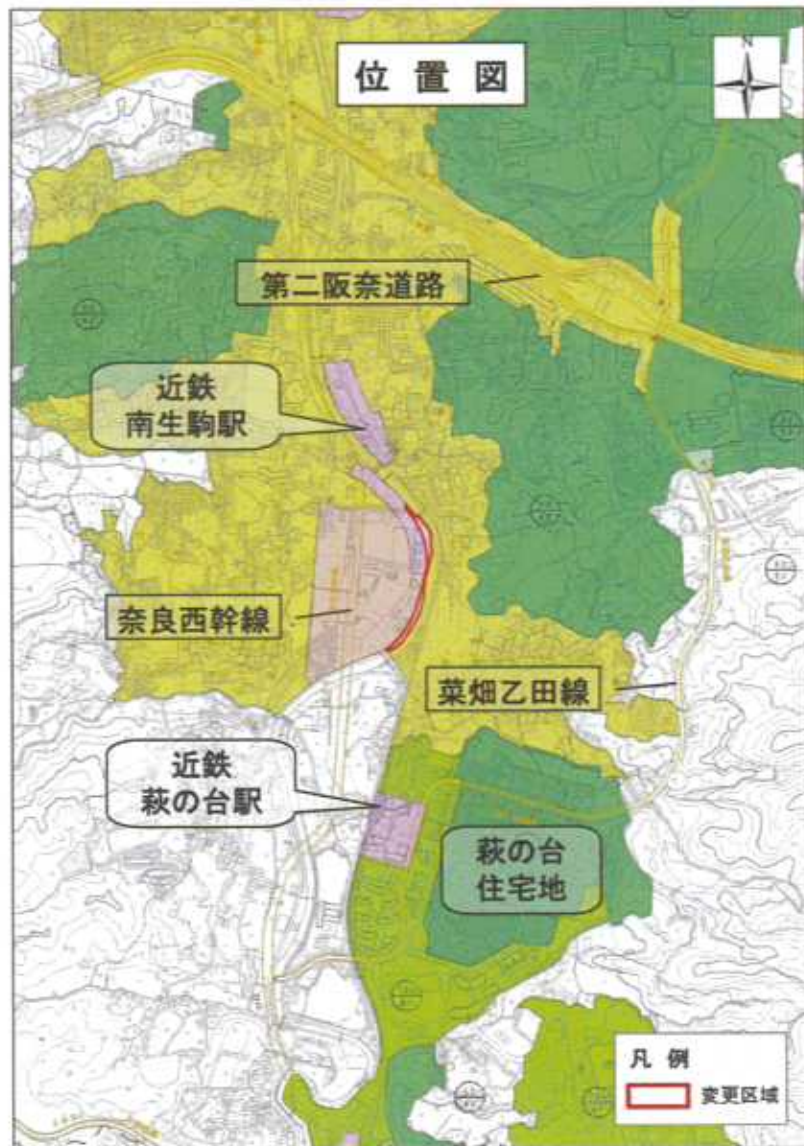 位置図
N
第二阪奈道路
近鉄
南生駒駅
奈良西幹線
菜畑乙田線
近鉄
萩の台駅
萩の台
住宅地
凡例
変更区域